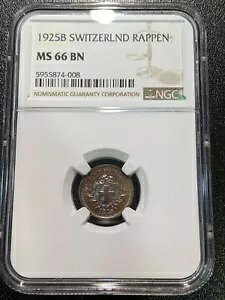 1925B SWITZERLND RAPPEN
MS 66 BN
5955874-008
NUMISMATIC GUARANTY CORPORATION
NGC